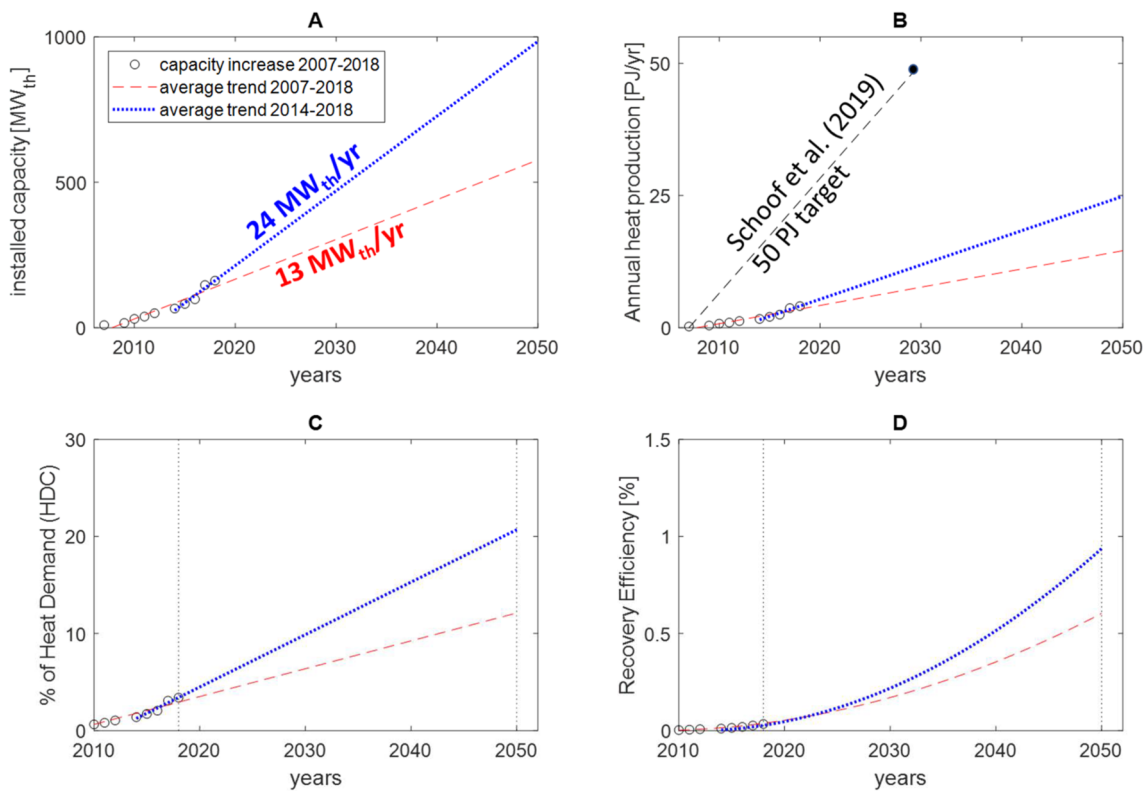 A
installed capacity [MWth]
1000
500
0
capacity increase 2007-2018
average trend 2007-2018
average trend 2014-2018
24 MWth/yr
13 MWth/yr
2010 2020 2030 2040 2050
years
B
Annual heat production [PJ/yr]
50
25
0
Schoof et al. (2019)
50 PJ target
2010 2020 2030 2040 2050
years
C
% of Heat Demand (HDC)
30
20
10
0
2010 2020 2030 2040 2050
years
D
Recovery Efficiency [%]
1.5
1
0.5
0
2010 2020 2030 2040 2050
years